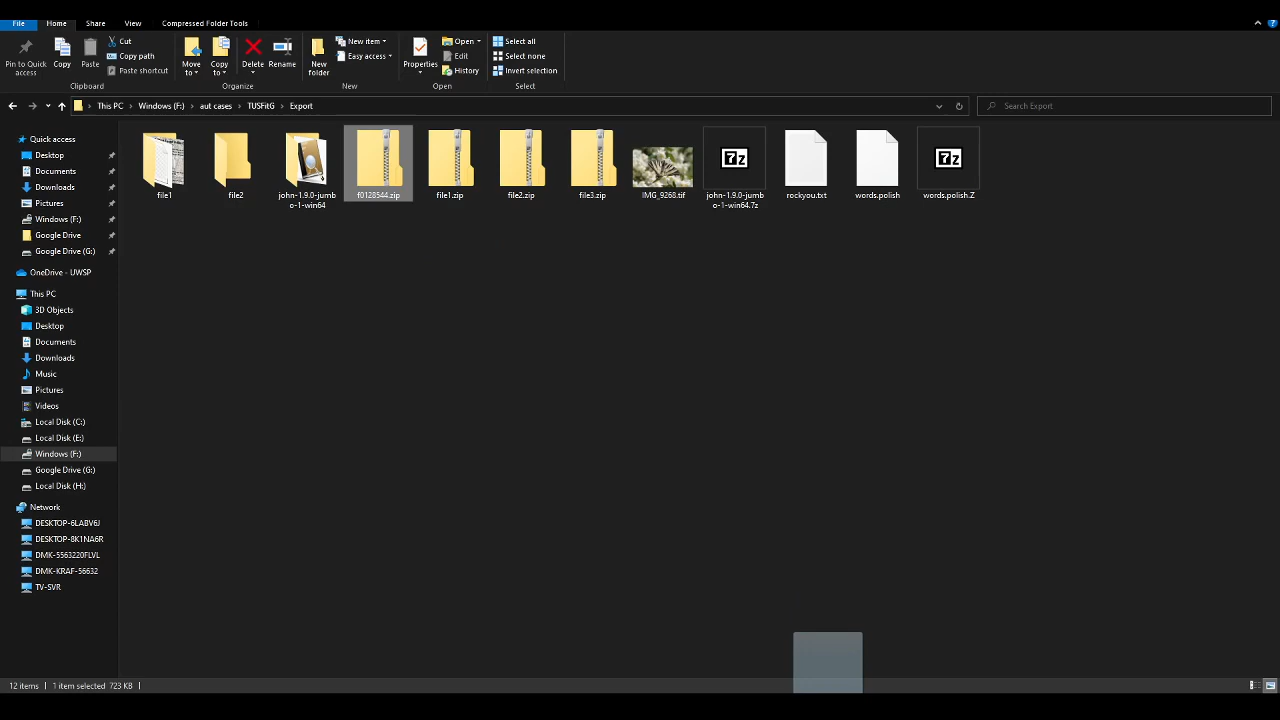 File Home Share View Compressed Folder Tools
Pin to Quick access
Copy
Paste
Cut
Copy path
Paste shortcut
Clipboard
Move to
Copy to
Delete
Rename
Organize
New folder
New item
Easy access
New
Properties
Open
Edit
History
Open
Select all
Select none
Invert selection
Select
This PC > Windows (F:) > aut cases > TUSFitG > Export
Search Export
Quick access
Desktop
Documents
Downloads
Pictures
Windows (F:)
Google Drive
Google Drive (G:)
OneDrive - UWSP
This PC
3D Objects
Desktop
Documents
Downloads
Music
Pictures
Videos
Local Disk (C:)
Local Disk (E:)
Windows (F:)
Google Drive (G:)
Local Disk (H:)
Network
DESKTOP-6LABV6J
DESKTOP-8K1NA6R
DMK-5563220FLVL
DMK-KRAF-56632
TV-SVR
file1
file2
john-1.9.0-jumb
o-1-win64
f0128544.zip
file1.zip
file2.zip
file3.zip
IMG_9268.tif
7z
john-1.9.0-jumb
o-1-win64.7z
rockyou.txt
words.polish
7z
words.polish.Z
12 items 1 item selected 723 KB